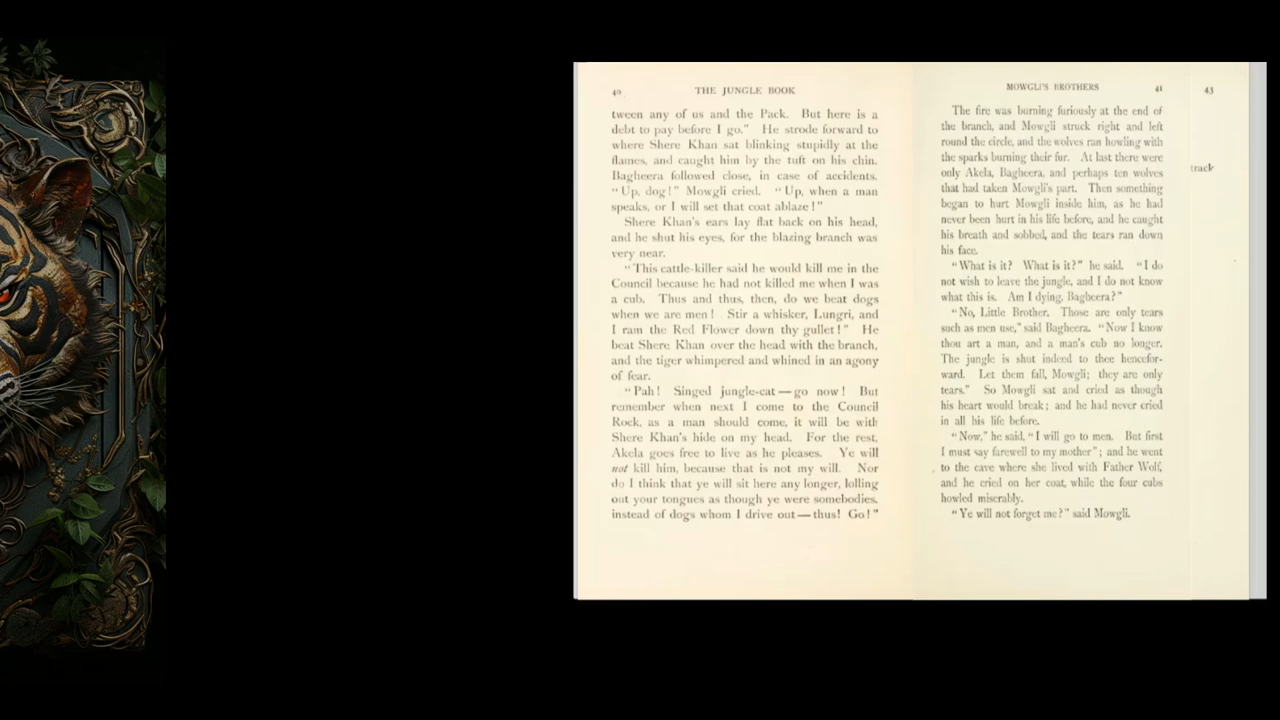 40 THE JUNGLE BOOK
tween any of us and the Pack. But here is a
debt to pay before I go." He strode forward to
where Shere Khan sat blinking stupidly at the
flames, and caught him by the tuft on his chin.
Bagheera followed close, in case of accidents.
"Up, dog!" Mowgli cried. "Up, when a man
speaks, or I will set that coat ablaze!"
Shere Khan's ears lay flat back on his head,
and he shut his eyes, for the blazing branch was
very near.
"This cattle-killer said he would kill me in the
Council because he had not killed me when I was
a cub. Thus and thus, then, do we beat dogs
when we are men! Stir a whisker, Lungri, and
I ram the Red Flower down thy gullet!" He
beat Shere Khan over the head with the branch,
and the tiger whimpered and whined in an agony
of fear.
"Pah! Singed jungle-cat—go now! But
remember when next I come to the Council
Rock, as a man should come, it will be with
Shere Khan's hide on my head. For the rest,
Akela goes free to live as he pleases. Ye will
not kill him, because that is not my will. Nor
do I think that ye will sit here any longer, lolling
out your tongues as though ye were somebodies,
instead of dogs whom I drive out—thus! Go!"
MOWGLI'S BROTHERS 41
The fire was burning furiously at the end of
the branch, and Mowgli struck right and left
round the circle, and the wolves ran howling with
the sparks burning their fur. At last there were
only Akela, Bagheera, and perhaps ten wolves
that had taken Mowgli's part. Then something
began to hurt Mowgli inside him, as he had
never been hurt in his life before, and he caught
his breath and sobbed, and the tears ran down
his face.
"What is it? What is it?" he said. "I do
not wish to leave the jungle, and I do not know
what this is. Am I dying, Bagheera?"
"No, Little Brother. Those are only tears
such as men use," said Bagheera. "Now I know
thou art a man, and a man's cub no longer.
The jungle is shut indeed to thee hencefor-
ward. Let them fall, Mowgli; they are only
tears." So Mowgli sat and cried as though
his heart would break; and he had never cried
in all his life before.
"Now," he said, "I will go to men. But first
I must say farewell to my mother"; and he went
to the cave where she lived with Father Wolf,
and he cried on her coat, while the four cubs
howled miserably.
"Ye will not forget me?" said Mowgli.
43
track